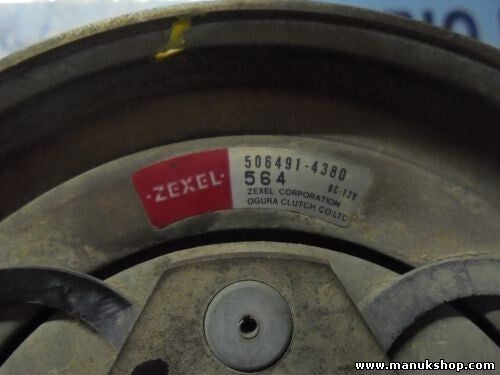 ZEXEL
506491-4380
564 DC-12V
ZEXEL CORPORATION
OGURA CLUTCH CO.LTD
www.manukshop.com